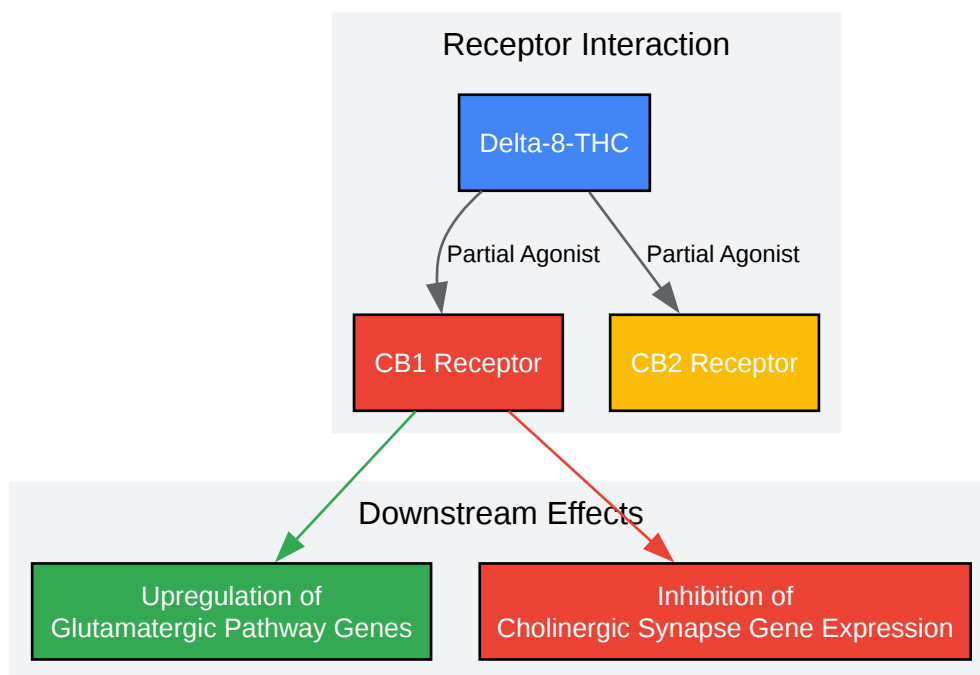 Receptor Interaction
Delta-8-THC
Partial Agonist
Partial Agonist
CB1 Receptor
CB2 Receptor
Downstream Effects
Upregulation of
Glutamatergic Pathway Genes
Inhibition of
Cholinergic Synapse Gene Expression